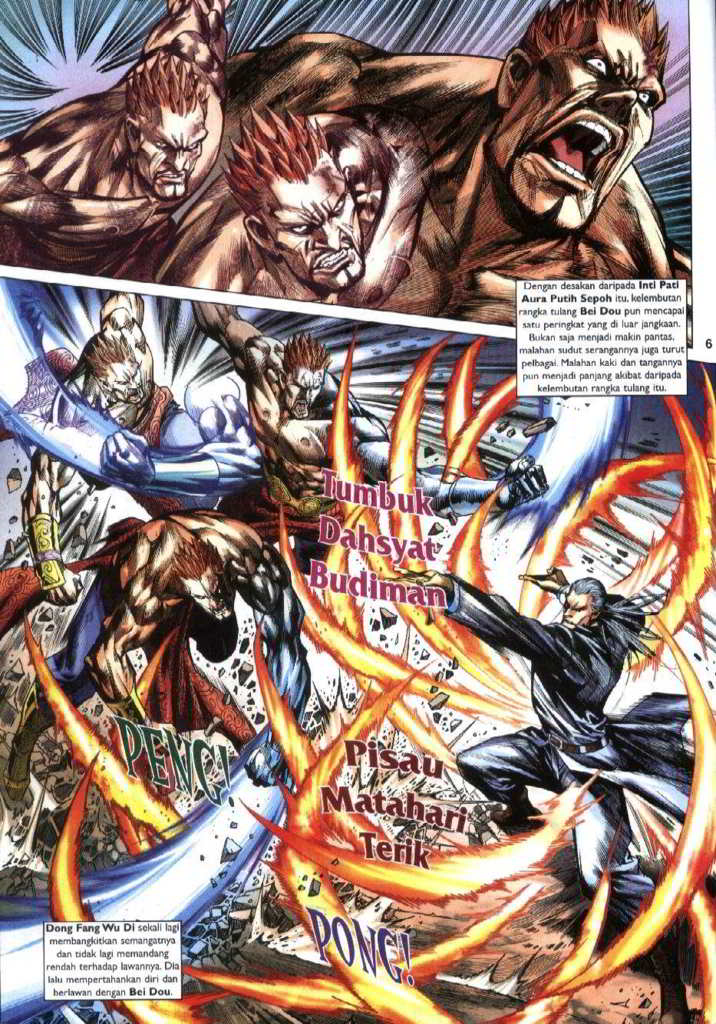 Dengan desakan daripada Inti Pati
Aura Putih Sepoh itu, kelembutan
rangka tulang Bei Dou pun mencapai
satu peringkat yang di luar jangkaan.
Bukan saja menjadi makin pantas,
malahan sudut serangannya juga turut
pelbagai. Malahan kaki dan tangannya
pun menjadi panjang akibat daripada
kelembutan rangka tulang itu.
6
Tumbuk
Dahsyat
Budiman
PENG!
Pisau
Matahari
Terik
PONG!
Dong Fang Wu Di sekali lagi
membangkitkan semangatnya
dan tidak lagi memandang
rendah terhadap lawannya. Dia
lalu mempertahankan diri dan
berlawan dengan Bei Dou.